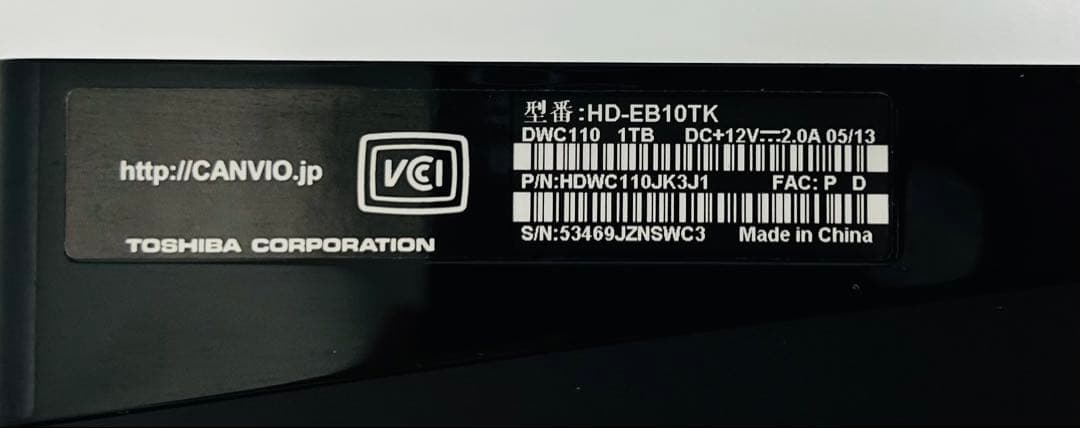 http://CANVIO.jp
VCCI
TOSHIBA CORPORATION
型番:HD-EB10TK
DWC110 1TB DC+12V⎓2.0A 05/13
P/N:HDWC110JK3J1 FAC: P D
S/N:53469JZNSWC3 Made in China